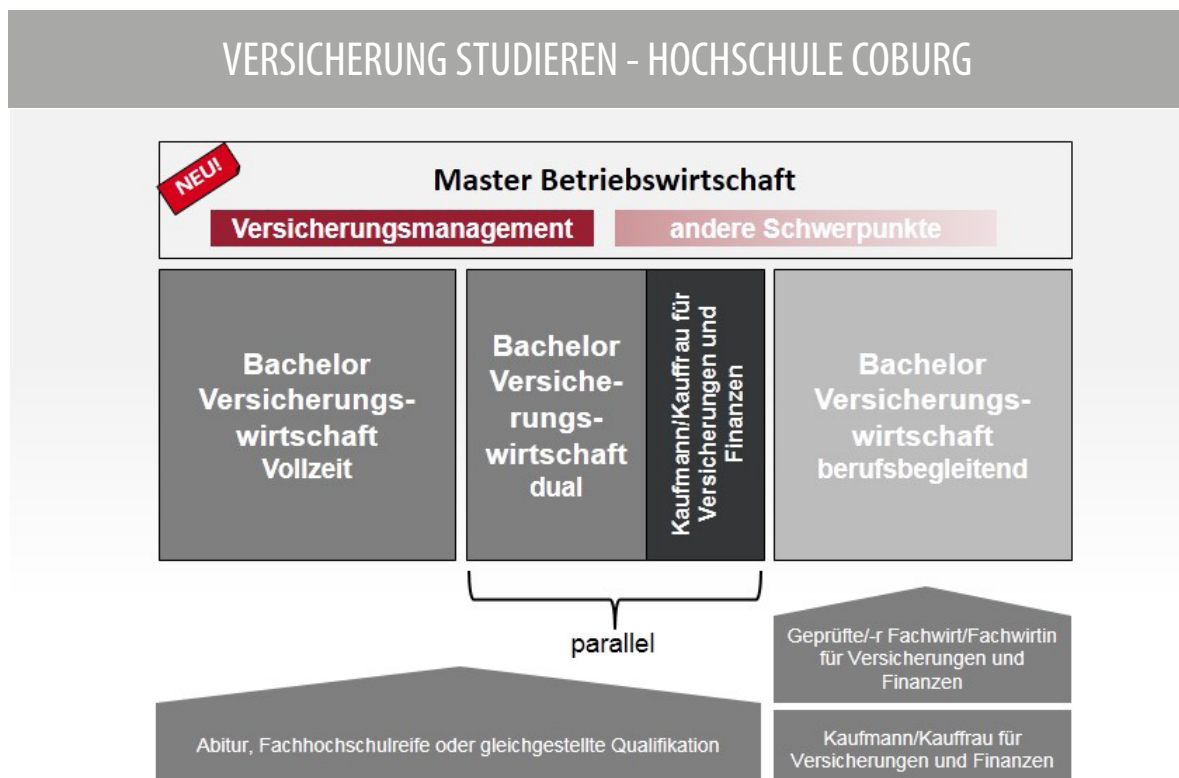 VERSICHERUNG STUDIEREN - HOCHSCHULE COBURG
NEU!
Master Betriebswirtschaft
Versicherungsmanagement
andere Schwerpunkte
Bachelor
Versicherungs-
wirtschaft
Vollzeit
Bachelor
Versiche-
rungs-
wirtschaft
dual
Kaufmann/Kauffrau für
Versicherungen und
Finanzen
Bachelor
Versicherungs-
wirtschaft
berufsbegleitend
parallel
Geprüfte/-r Fachwirt/Fachwirtin
für Versicherungen und
Finanzen
Abitur, Fachhochschulreife oder gleichgestellte Qualifikation
Kaufmann/Kauffrau für
Versicherungen und Finanzen